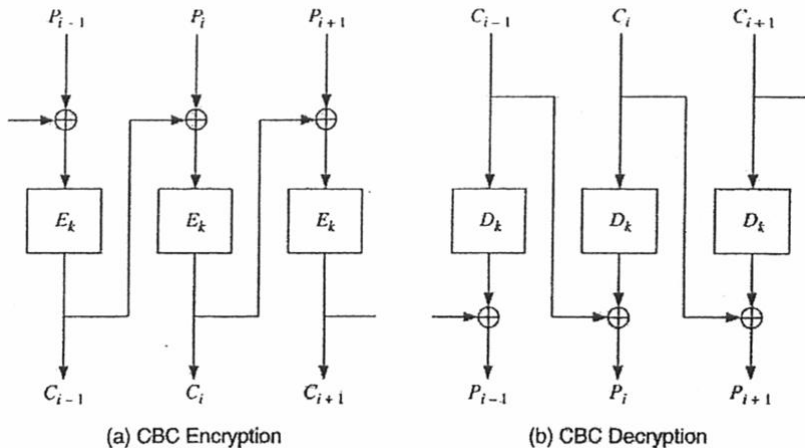 P_{i-1} P_i P_{i+1} C_{i-1} C_i C_{i+1}
E_k E_k E_k D_k D_k D_k
C_{i-1} C_i C_{i+1} P_{i-1} P_i P_{i+1}
(a) CBC Encryption (b) CBC Decryption